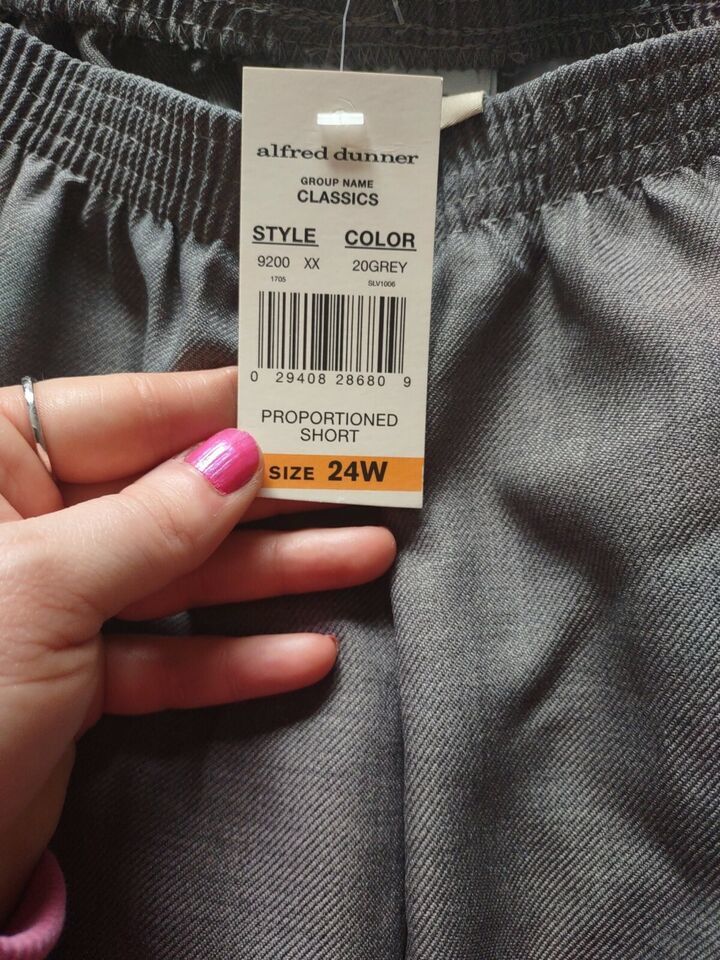 alfred dunner
GROUP NAME
CLASSICS
STYLE COLOR
9200 XX 20GREY
1705 SLV1006
0 29408 28680 9
PROPORTIONED
SHORT
SIZE 24W